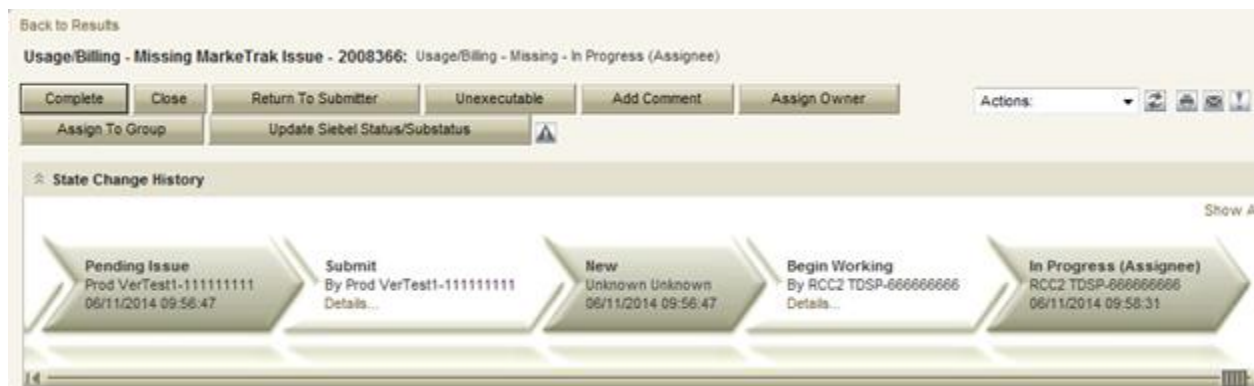 Back to Results
Usage/Billing - Missing MarkeTrak Issue - 2008366: Usage/Billing - Missing - In Progress (Assignee)
Complete Close Return To Submitter Unexecutable Add Comment Assign Owner Actions:
Assign To Group Update Siebel Status/Substatus
State Change History
Show A
Pending Issue
Prod VerTest1-111111111
06/11/2014 09:56:47
Submit
By Prod VerTest1-111111111
Details...
New
Unknown Unknown
06/11/2014 09:56:47
Begin Working
By RCC2 TDSP-666666666
Details...
In Progress (Assignee)
RCC2 TDSP-666666666
06/11/2014 09:58:31